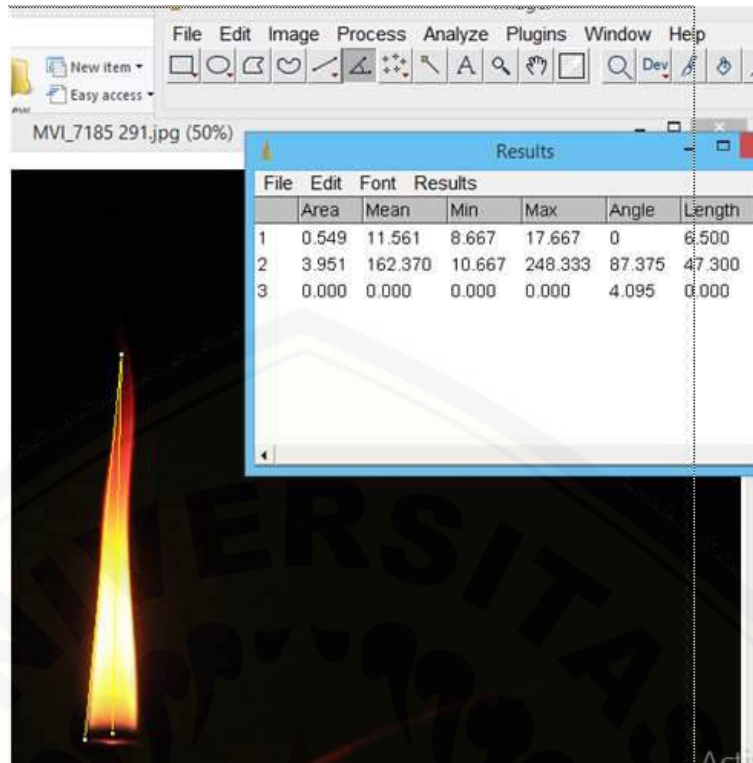 File Edit Image Process Analyze Plugins Window Help
New item
Easy access
A Dev
MVI_7185 291.jpg (50%)
Results
File Edit Font Results
Area Mean Min Max Angle Length
1 0.549 11.561 8.667 17.667 0 6.500
2 3.951 162.370 10.667 248.333 87.375 47.300
3 0.000 0.000 0.000 0.000 4.095 0.000
VERSITAS